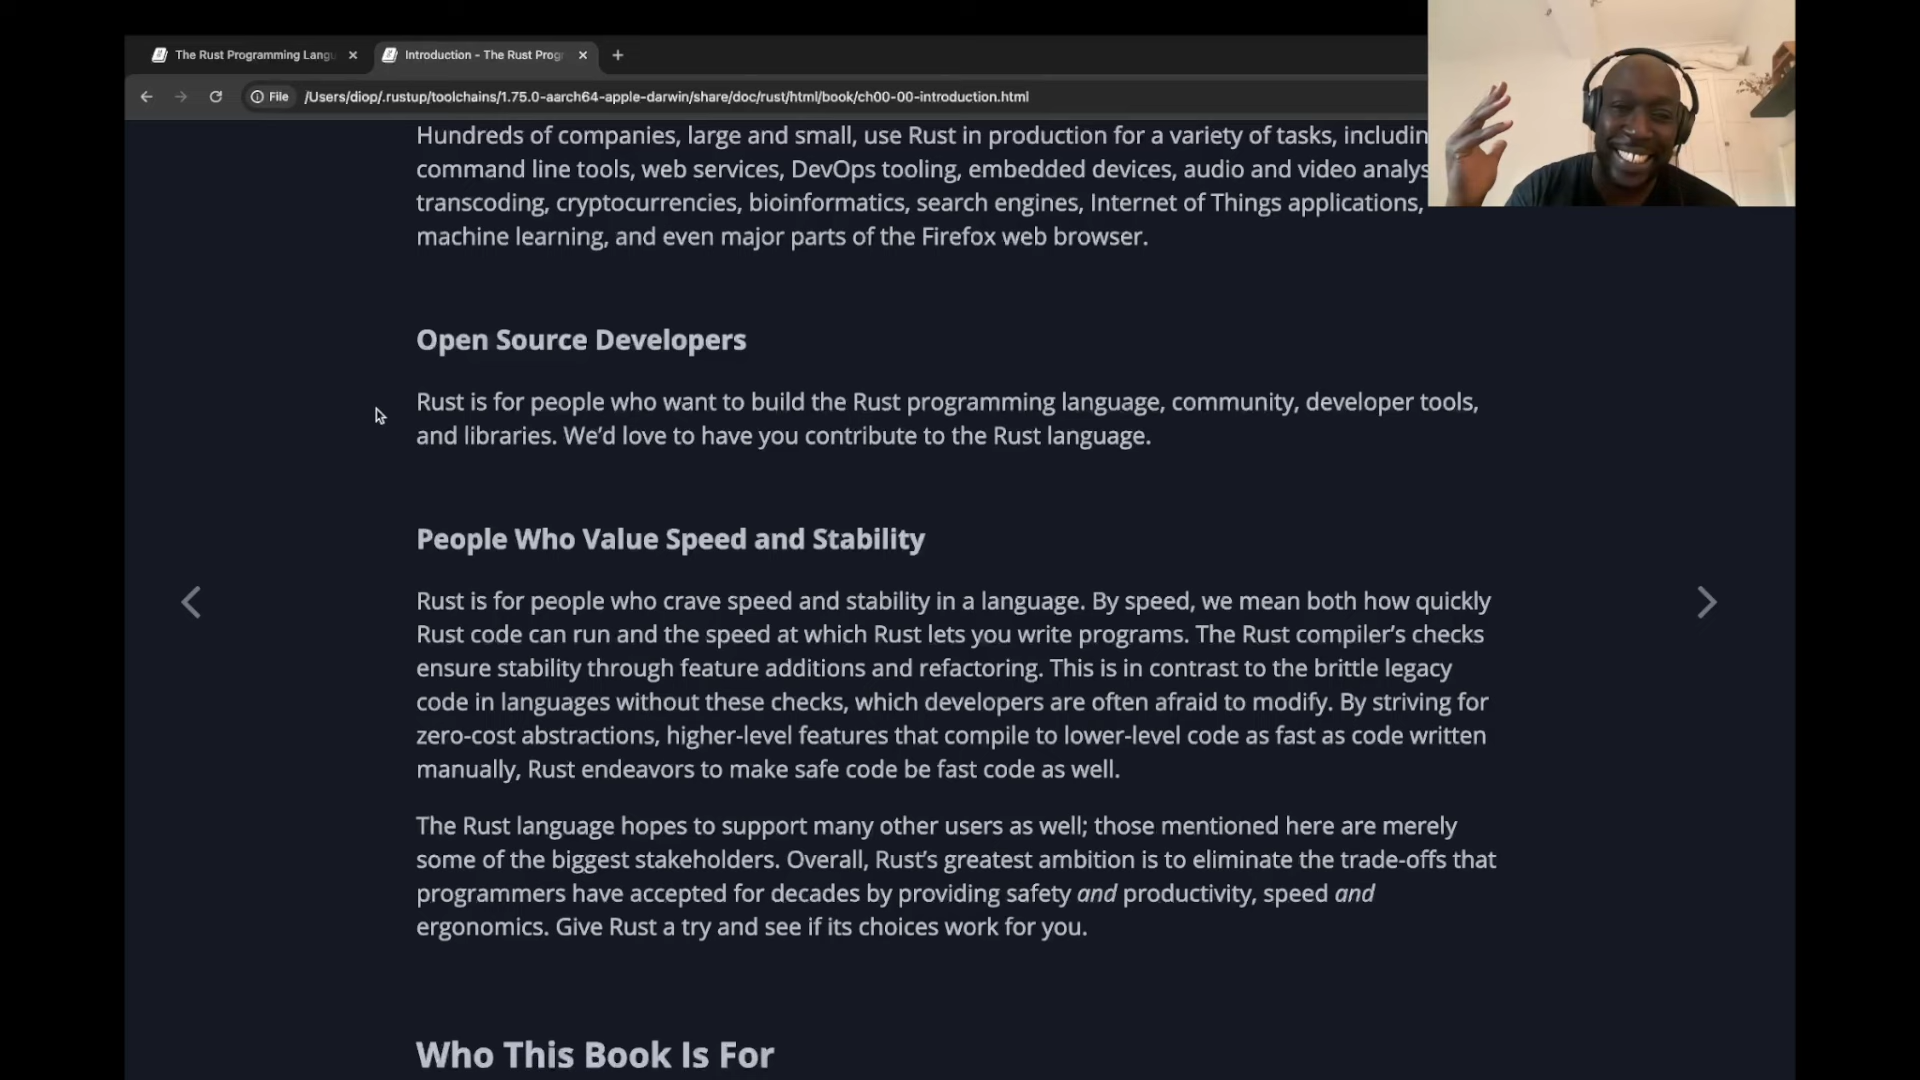 The Rust Programming Langu
Introduction - The Rust Prog
File
/Users/diop/.rustup/toolchains/1.75.0-aarch64-apple-darwin/share/doc/rust/html/book/ch00-00-introduction.html
Hundreds of companies, large and small, use Rust in production for a variety of tasks, includin
command line tools, web services, DevOps tooling, embedded devices, audio and video analys
transcoding, cryptocurrencies, bioinformatics, search engines, Internet of Things applications,
machine learning, and even major parts of the Firefox web browser.
Open Source Developers
Rust is for people who want to build the Rust programming language, community, developer tools,
and libraries. We’d love to have you contribute to the Rust language.
People Who Value Speed and Stability
Rust is for people who crave speed and stability in a language. By speed, we mean both how quickly
Rust code can run and the speed at which Rust lets you write programs. The Rust compiler’s checks
ensure stability through feature additions and refactoring. This is in contrast to the brittle legacy
code in languages without these checks, which developers are often afraid to modify. By striving for
zero-cost abstractions, higher-level features that compile to lower-level code as fast as code written
manually, Rust endeavors to make safe code be fast code as well.
The Rust language hopes to support many other users as well; those mentioned here are merely
some of the biggest stakeholders. Overall, Rust’s greatest ambition is to eliminate the trade-offs that
programmers have accepted for decades by providing safety and productivity, speed and
ergonomics. Give Rust a try and see if its choices work for you.
Who This Book Is For